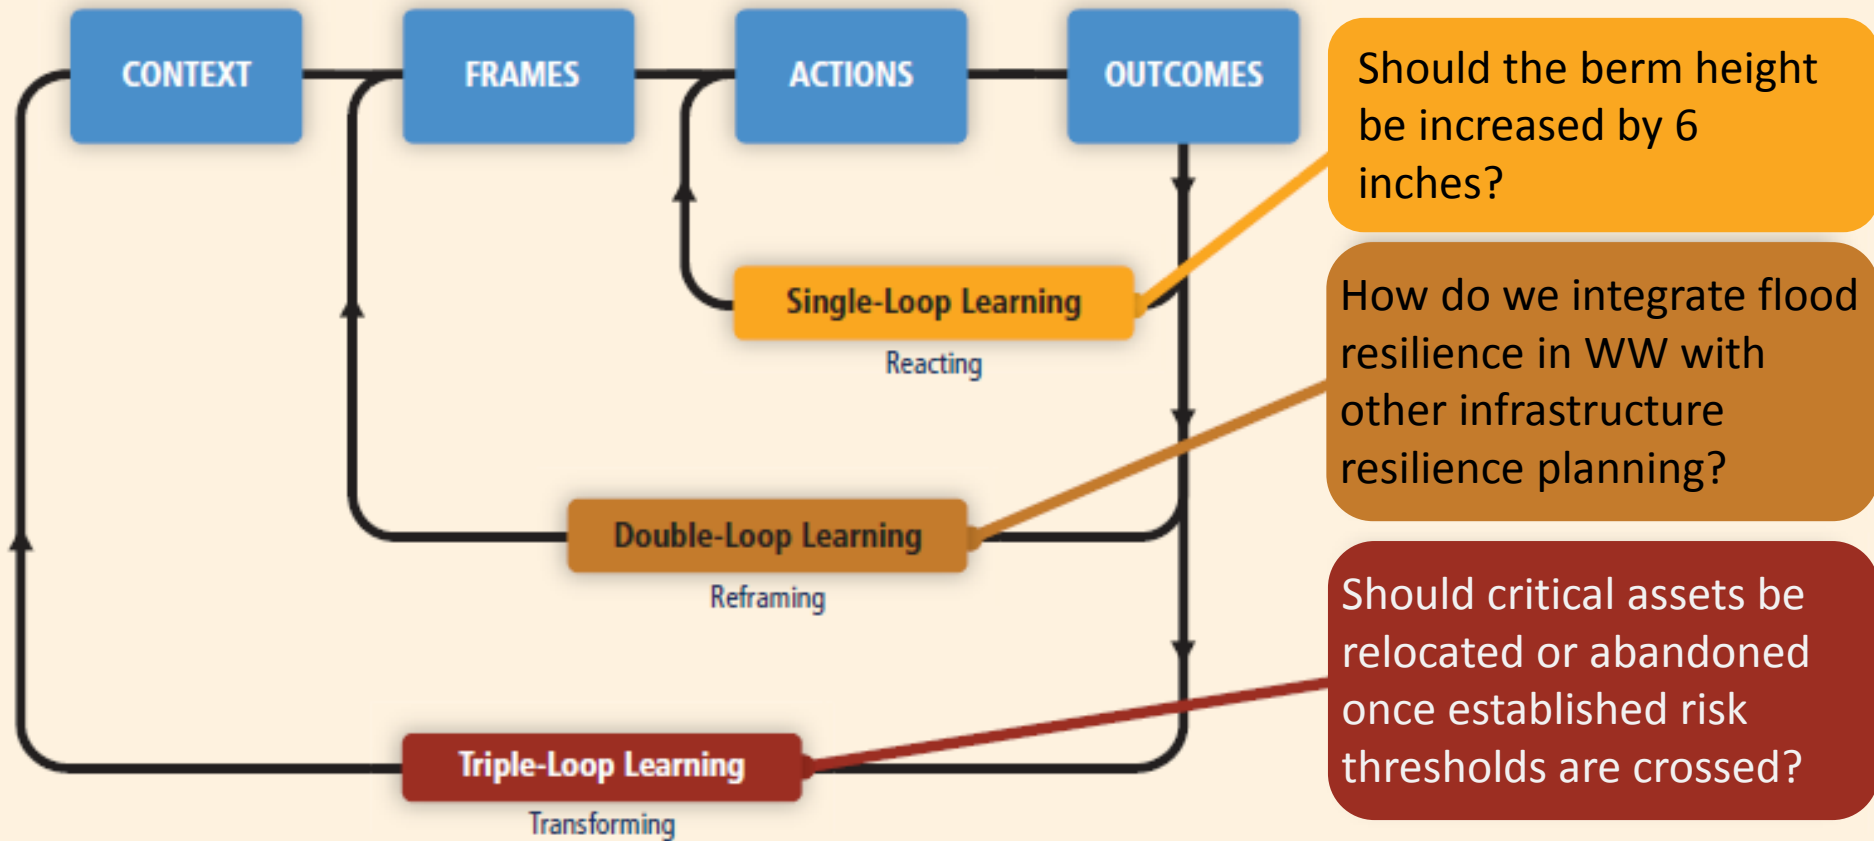 CONTEXT
FRAMES
ACTIONS
OUTCOMES
Should the berm height
be increased by 6
inches?
Single-Loop Learning
Reacting
How do we integrate flood
resilience in WW with
other infrastructure
resilience planning?
Double-Loop Learning
Reframing
Should critical assets be
relocated or abandoned
once established risk
thresholds are crossed?
Triple-Loop Learning
Transforming